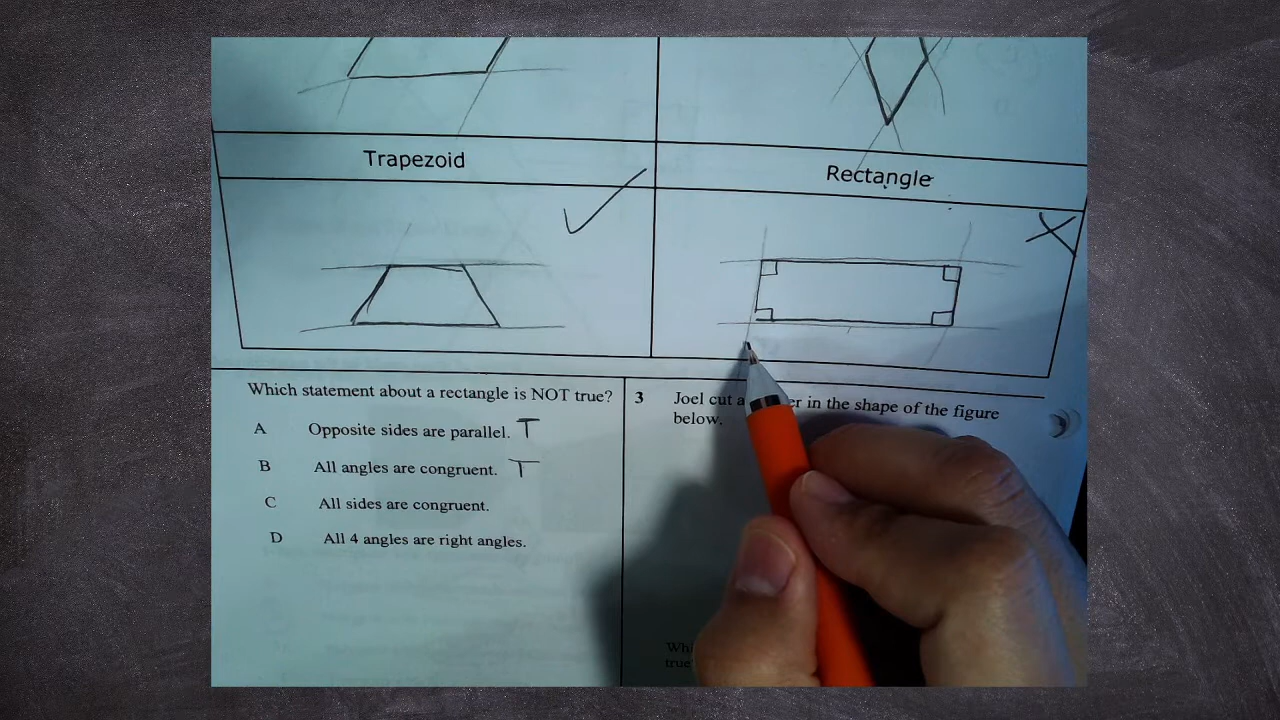 Trapezoid
Rectangle
Which statement about a rectangle is NOT true?
A Opposite sides are parallel. T
B All angles are congruent. T
C All sides are congruent.
D All 4 angles are right angles.
3 Joel cut a in the shape of the figure
below.